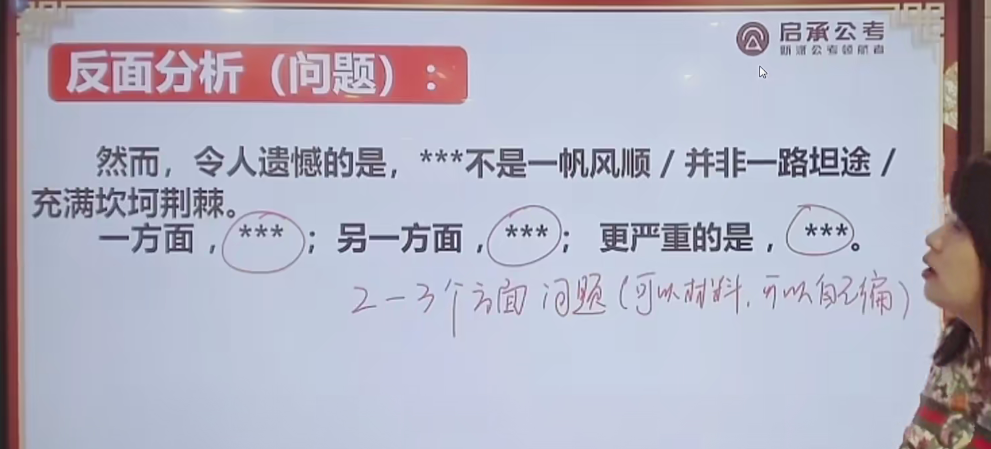 启承公考
新派公考领航者
反面分析（问题）：
然而，令人遗憾的是，***不是一帆风顺 / 并非一路坦途 /
充满坎坷荆棘。
一方面，***；另一方面，***； 更严重的是，***。
2-3个方面 问题（可以材料，可以自己编）